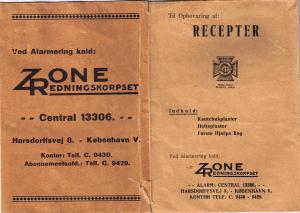 Ved Alarmering kald:
ZONE
REDNINGSKORPSET
- - Central 13306. - -
Harsdorffsvej 8. - København V.
Kontor: Telf. C. 9430.
Abonnementsafd.: Telf. C. 9429.
Til Opbevaring af:
RECEPTER
Indhold:
Kautschukplaster
Hefteplaster
Første Hjælps Bog
Ved Alarmering kald:
ZONE
REDNINGSKORPSET
- - ALARM: CENTRAL 13306. - -
HARSDORFFSVEJ 8. - KØBENHAVN V.
KONTOR: TELF. C. 9430 - 9429.